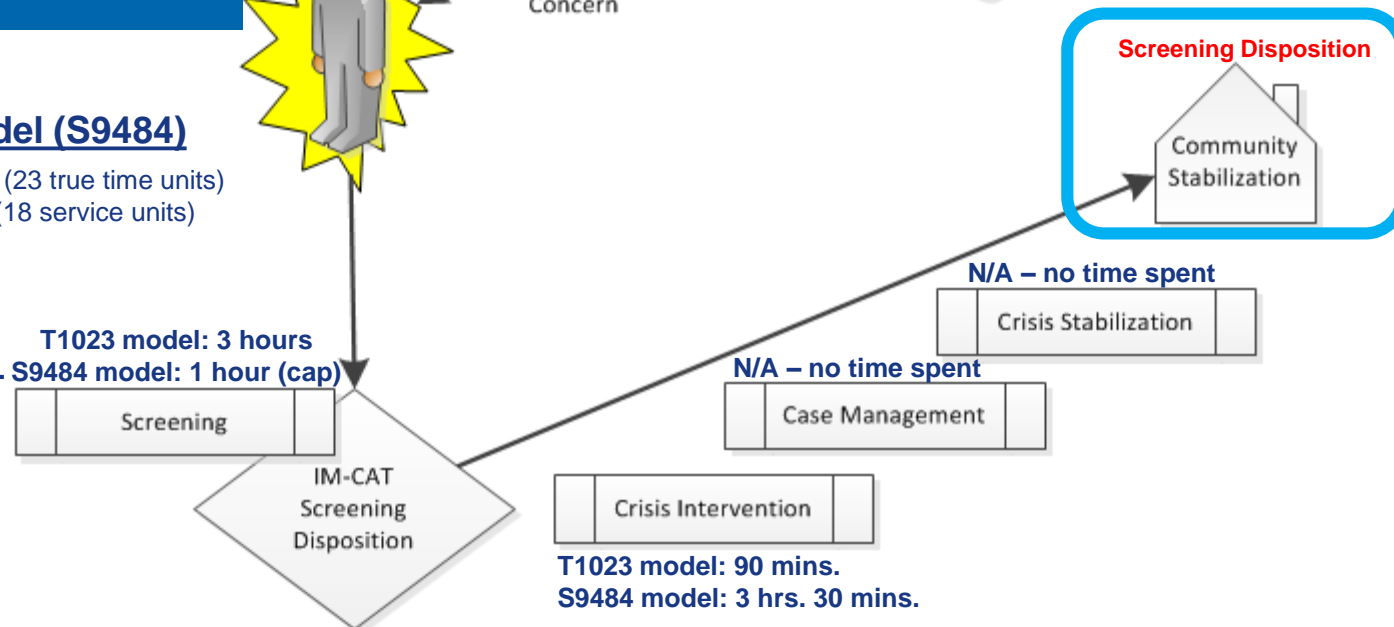 Concern
Screening Disposition
Community
Stabilization
(S9484)
(23 true time units)
(18 service units)
N/A – no time spent
Crisis Stabilization
T1023 model: 3 hours
S9484 model: 1 hour (cap)
Screening
N/A – no time spent
Case Management
IM-CAT
Screening
Disposition
Crisis Intervention
T1023 model: 90 mins.
S9484 model: 3 hrs. 30 mins.